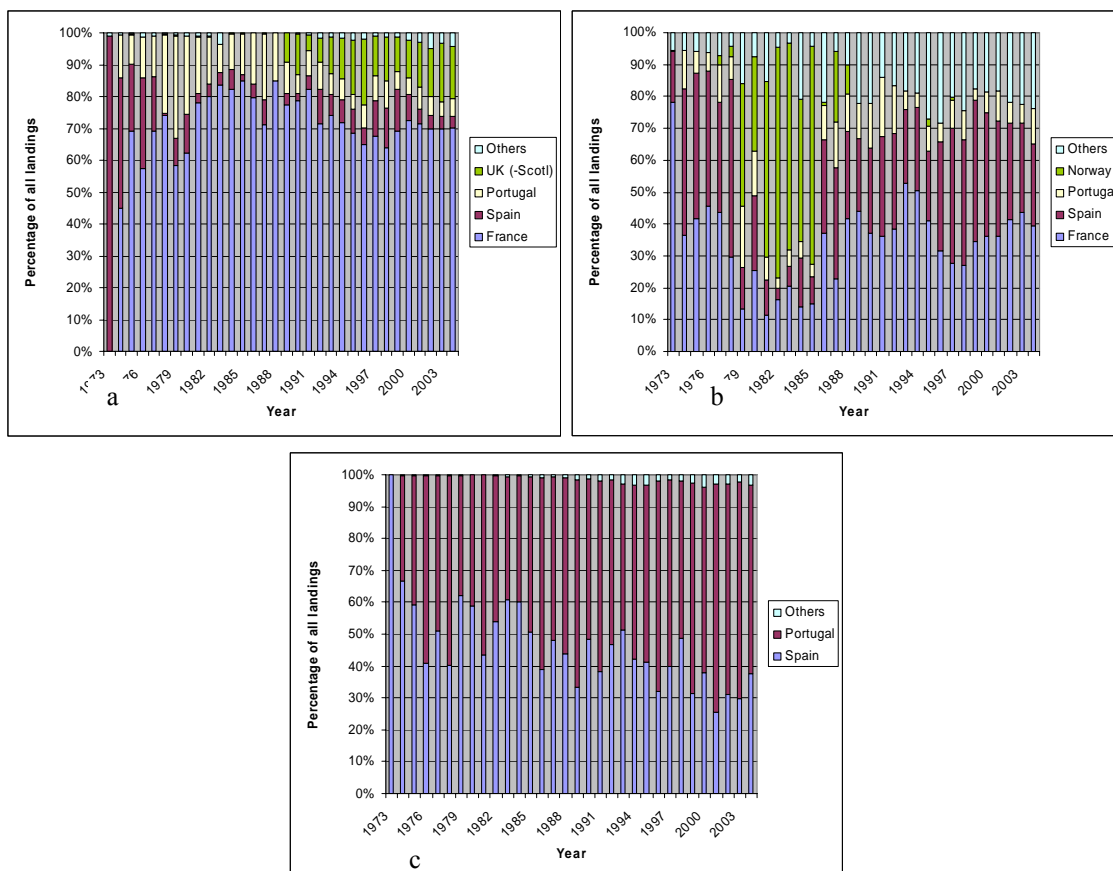 100%
90%
80%
70%
60%
50%
40%
30%
20%
10%
0%
Percentage of all landings
1976
1979
1982
1985
1988
1991
1994
1997
2000
2003
Year
a
Others
UK (-Scotl)
Portugal
Spain
France
100%
90%
80%
70%
60%
50%
40%
30%
20%
10%
0%
Percentage of all landings
1973
1976
1979
1982
1985
1988
1991
1994
1997
2000
2003
Year
b
Others
Norway
Portuga
Spain
France
100%
90%
80%
70%
60%
50%
40%
30%
20%
10%
0%
Percentage of all landings
1973
1976
1979
1982
1985
1988
1991
1994
1997
2000
2003
Year
c
Others
Portugal
Spain